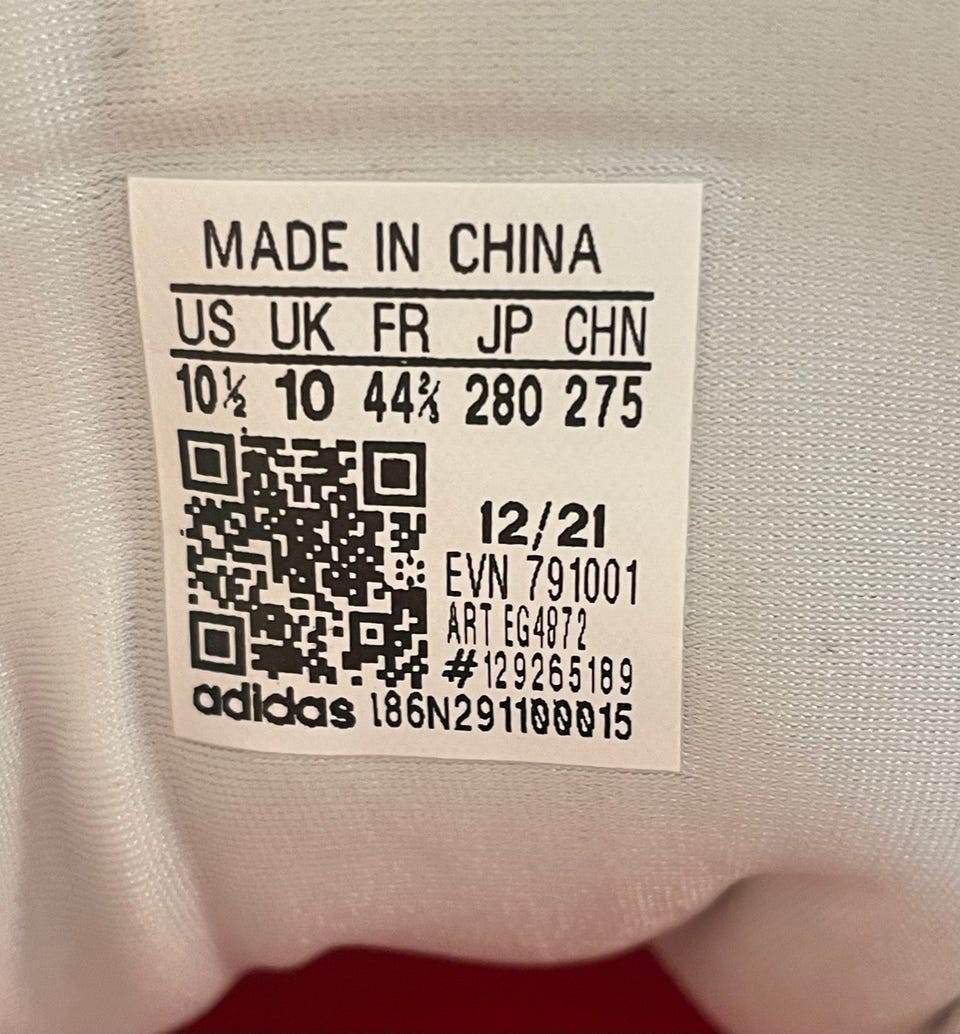 MADE IN CHINA
US UK FR JP CHN
10½ 10 44⅔ 280 275
12/21
EVN 791001
ART EG4872
#129265189
adidas 186N291100015